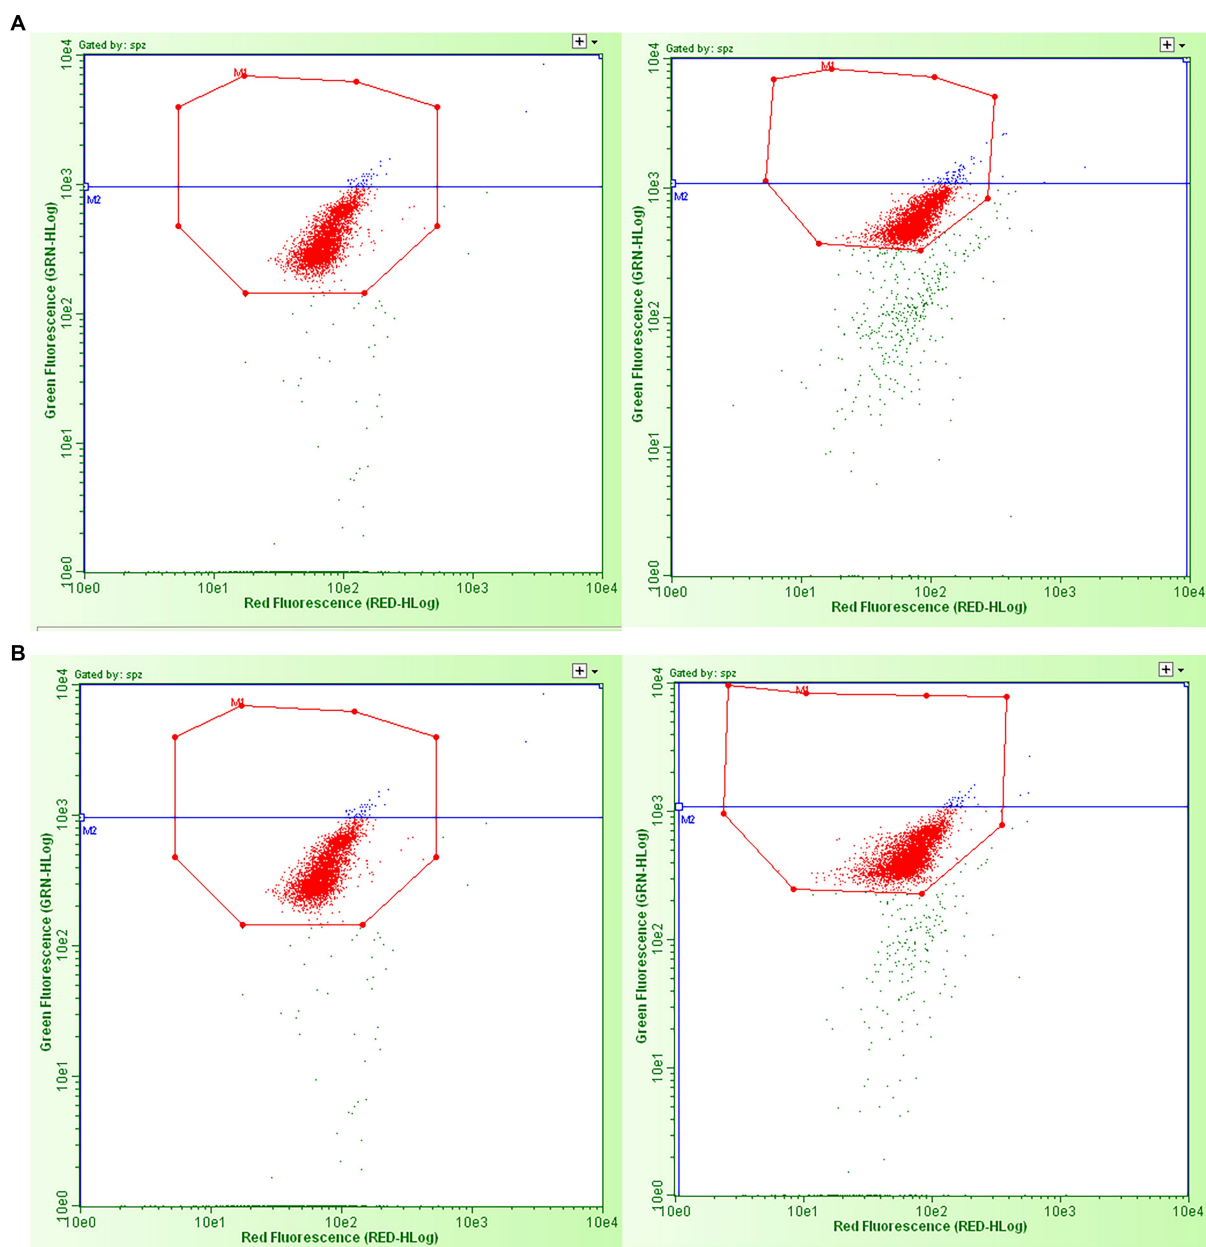 A
Gated by: spz
M1
M2
Green Fluorescence (GRN-HLog)
10e4
10e3
10e2
10e1
10e0
10e0 10e1 10e2 10e3 10e4
Red Fluorescence (RED-HLog)
Gated by: spz
M1
M2
Green Fluorescence (GRN-HLog)
10e4
10e3
10e2
10e1
10e0
10e0 10e1 10e2 10e3 10e4
Red Fluorescence (RED-HLog)
B
Gated by: spz
M1
M2
Green Fluorescence (GRN-HLog)
10e4
10e3
10e2
10e1
10e0
10e0 10e1 10e2 10e3 10e4
Red Fluorescence (RED-HLog)
Gated by: spz
M1
M2
Green Fluorescence (GRN-HLog)
10e4
10e3
10e2
10e1
10e0
10e0 10e1 10e2 10e3 10e4
Red Fluorescence (RED-HLog)